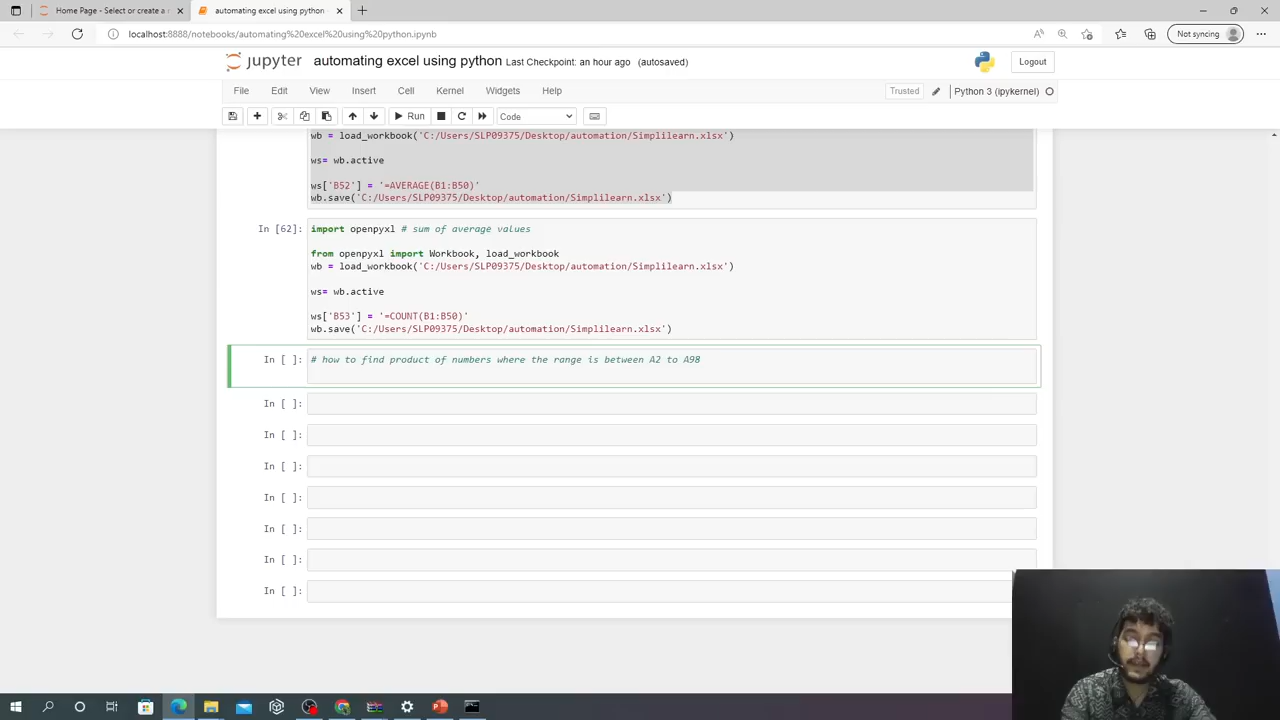 Home Page - Select or create a n
automating excel using python -
localhost:8888/notebooks/automating%20excel%20using%20python.ipynb
Not syncing
jupyter automating excel using python Last Checkpoint: an hour ago (autosaved)
Logout
File Edit View Insert Cell Kernel Widgets Help
Trusted
Python 3 (ipykernel)
Run
Code
wb = load_workbook('C:/Users/SLP09375/Desktop/automation/Simplilearn.xlsx')
ws= wb.active
ws['B52'] = '=AVERAGE(B1:B50)'
wb.save('C:/Users/SLP09375/Desktop/automation/Simplilearn.xlsx')
In [62]: import openpyxl # sum of average values
from openpyxl import Workbook, load_workbook
wb = load_workbook('C:/Users/SLP09375/Desktop/automation/Simplilearn.xlsx')
ws= wb.active
ws['B53'] = '=COUNT(B1:B50)'
wb.save('C:/Users/SLP09375/Desktop/automation/Simplilearn.xlsx')
In [ ]: # how to find product of numbers where the range is between A2 to A98
In [ ]:
In [ ]:
In [ ]:
In [ ]:
In [ ]:
In [ ]:
In [ ]: